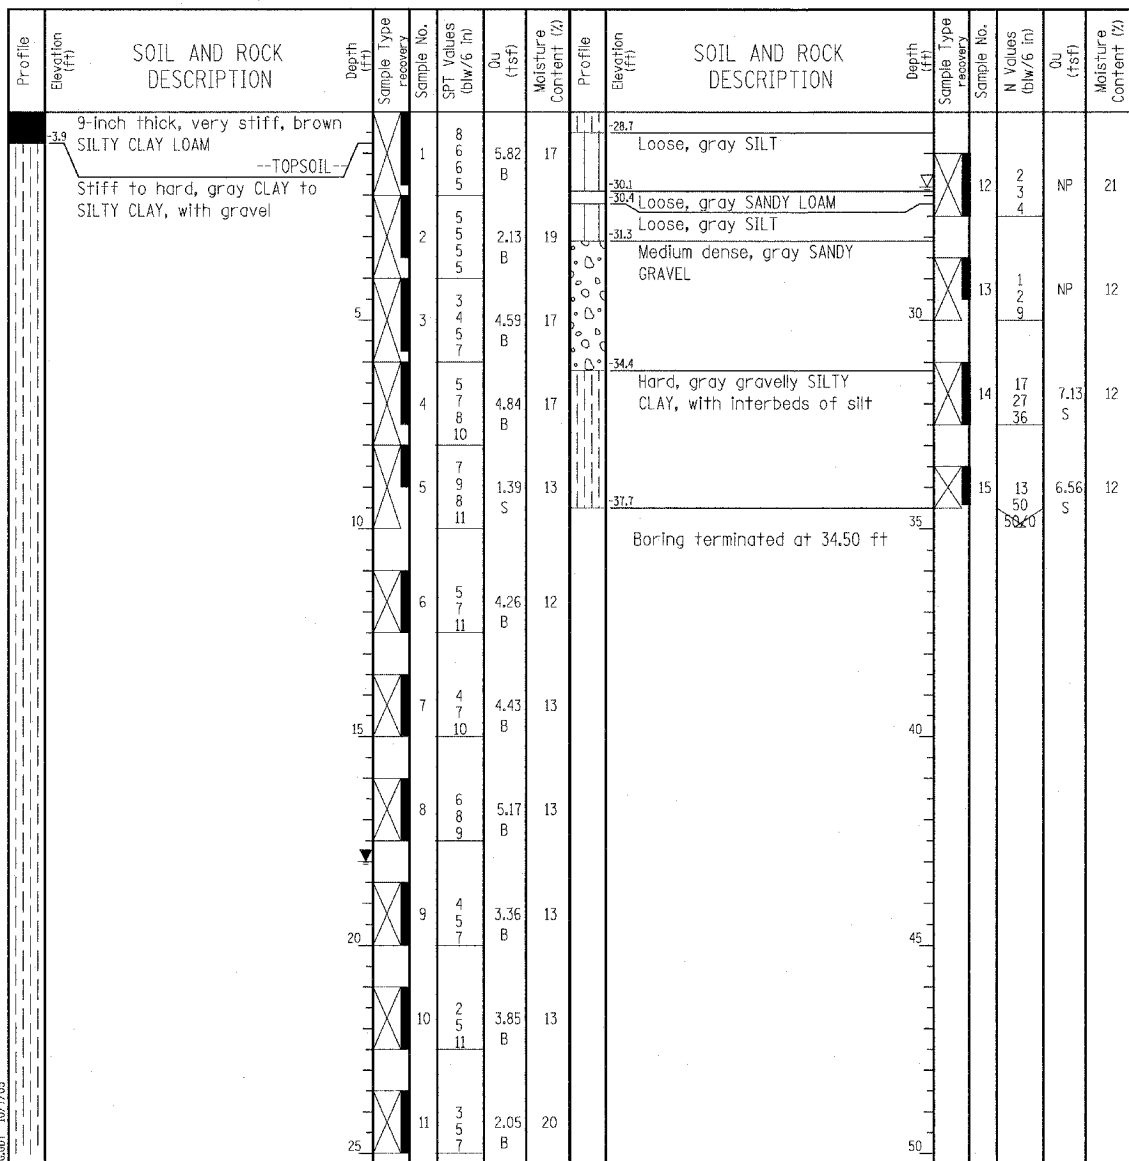 Profile
Elevation (ft)
SOIL AND ROCK
DESCRIPTION
Depth (ft)
Sample Type
recovery
Sample No.
SPT Values
(blw/6 in)
Qu
(tsf)
Moisture
Content (%)
Profile
Elevation (ft)
SOIL AND ROCK
DESCRIPTION
Depth (ft)
Sample Type
recovery
Sample No.
N Values
(blw/6 in)
Qu
(tsf)
Moisture
Content (%)
9-inch thick, very stiff, brown
-3.9 SILTY CLAY LOAM
--TOPSOIL--
Stiff to hard, gray CLAY to
SILTY CLAY, with gravel
1 8 6 6 5 5.82 B 17
2 5 5 5 5 2.13 B 19
5 3 3 4 5 7 4.59 B 17
4 5 7 8 10 4.84 B 17
10 5 7 9 8 11 1.39 S 13
6 5 7 11 4.26 B 12
15 7 4 7 10 4.43 B 13
8 6 8 9 5.17 B 13
20 9 4 5 7 3.36 B 13
10 2 5 11 3.85 B 13
25 11 3 5 7 2.05 B 20
-28.7
Loose, gray SILT
-30.1
12 2 3 4 NP 21
-30.4 Loose, gray SANDY LOAM
Loose, gray SILT
-31.3
Medium dense, gray SANDY
GRAVEL
30 13 1 2 9 NP 12
-34.4
Hard, gray gravelly SILTY
CLAY, with interbeds of silt
14 17 27 36 7.13 S 12
15 13 50 50/0 6.56 S 12
-37.7
35
Boring terminated at 34.50 ft
40
45
50
10/7/05